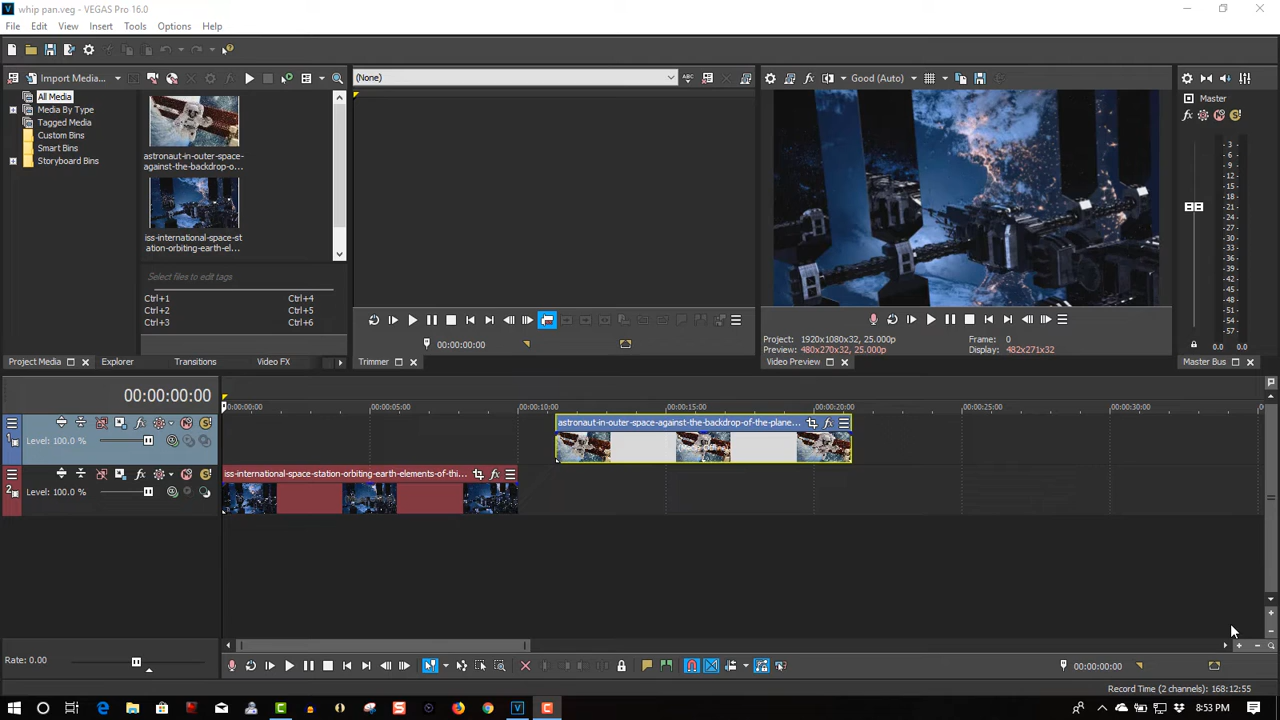 whip pan.veg - VEGAS Pro 16.0
File Edit View Insert Tools Options Help
Import Media...
(None)
Good (Auto)
All Media
Media By Type
Tagged Media
Custom Bins
Smart Bins
Storyboard Bins
astronaut-in-outer-space-
against-the-backdrop-o...
iss-international-space-st
ation-orbiting-earth-el...
Select files to edit tags
Ctrl+1 Ctrl+4
Ctrl+2 Ctrl+5
Ctrl+3 Ctrl+6
Master
3
6
9
12
15
18
21
24
27
30
33
36
39
42
45
48
51
54
57
0.0 0.0
00:00:00:00
Project: 1920x1080x32, 25.000p
Preview: 480x270x32, 25.000p
Frame: 0
Display: 482x271x32
Project Media Explorer Transitions Video FX
Trimmer
Video Preview
Master Bus
00:00:00:00
00:00:00:00 00:00:05:00 00:00:10:00 00:00:15:00 00:00:20:00 00:00:25:00 00:00:30:00
1
Level: 100.0 %
astronaut-in-outer-space-against-the-backdrop-of-the-plane...
2
Level: 100.0 %
iss-international-space-station-orbiting-earth-elements-of-thi...
Rate: 0.00
00:00:00:00
Record Time (2 channels): 168:12:55
8:53 PM